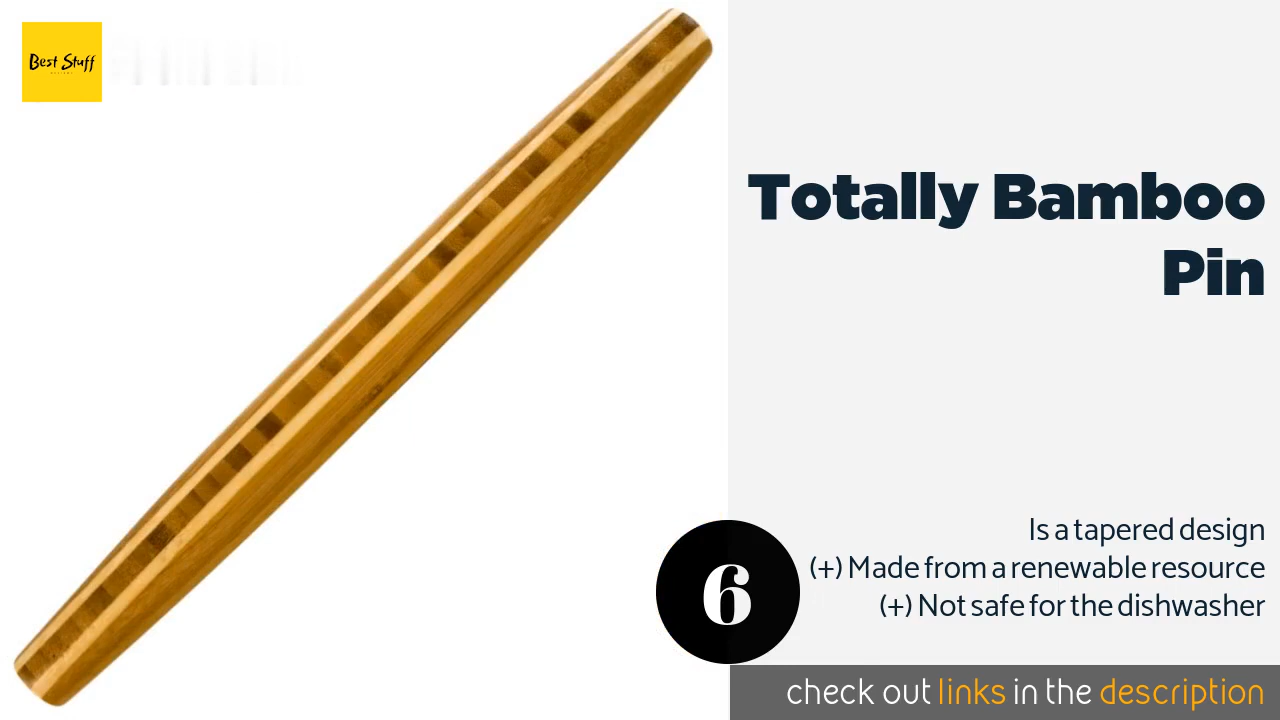 Best Stuff
Totally Bamboo
Pin
6
Is a tapered design
(+) Made from a renewable resource
(+) Not safe for the dishwasher
check out links in the description